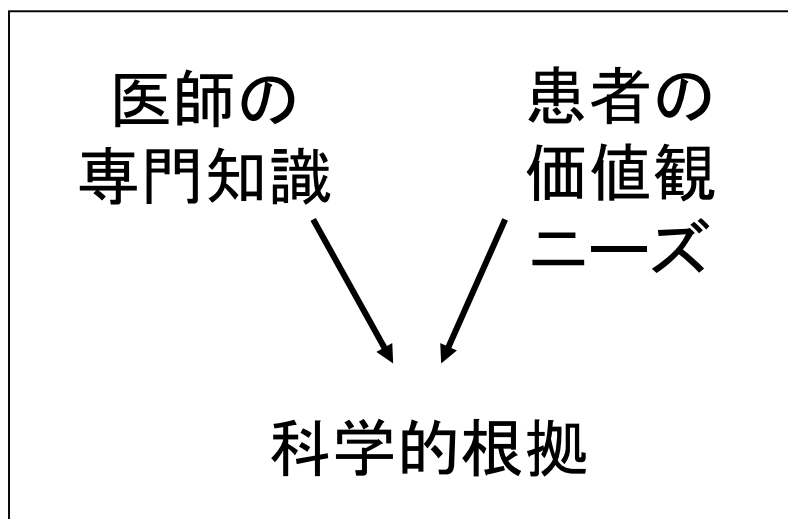 医師の
専門知識
患者の
価値観
ニーズ
科学的根拠